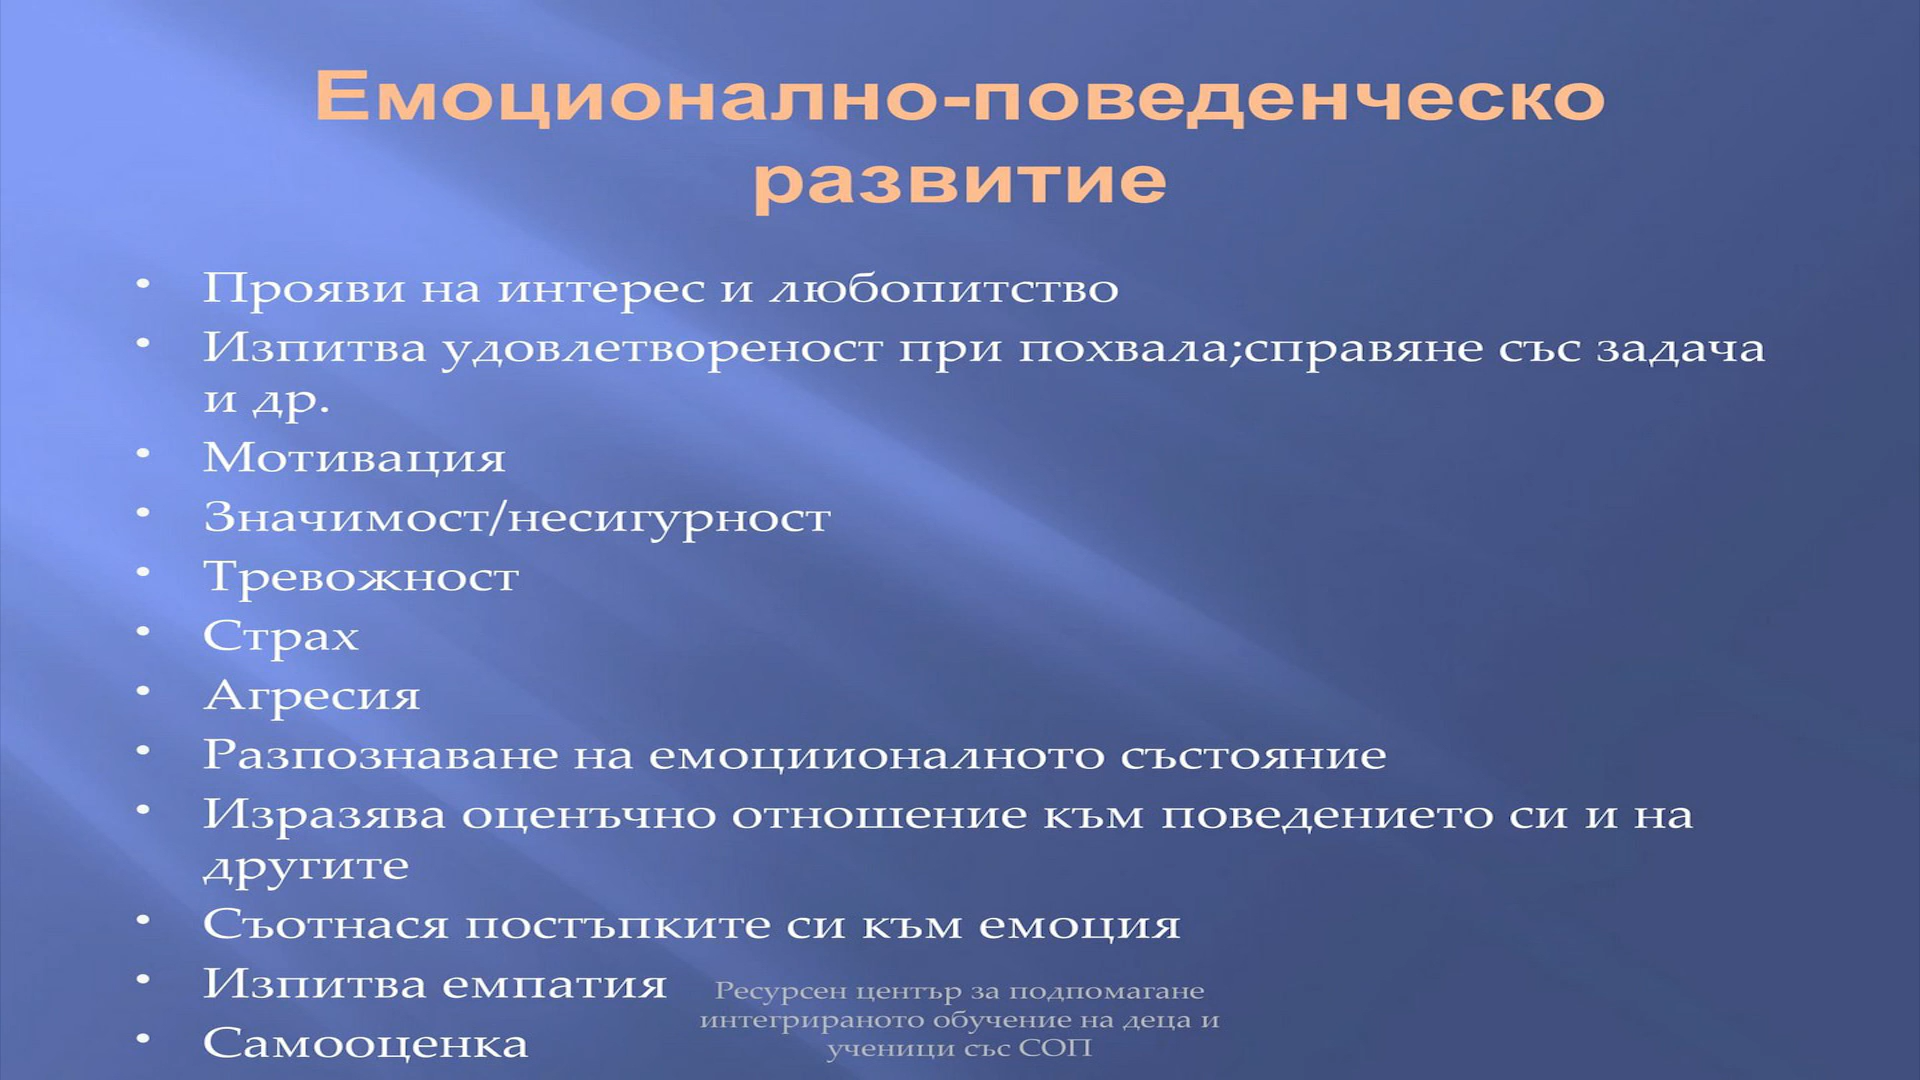 Емоционално-поведенческо
развитие
• Прояви на интерес и любопитство
• Изпитва удовлетвореност при похвала;справяне със задача
и др.
• Мотивация
• Значимост/несигурност
• Тревожност
• Страх
• Агресия
• Разпознаване на емоциионалното състояние
• Изразява оценъчно отношение към поведението си и на
другите
• Съотнася постъпките си към емоция
• Изпитва емпатия
• Самооценка
Ресурсен център за подпомагане
интегрираното обучение на деца и
ученици със СОП